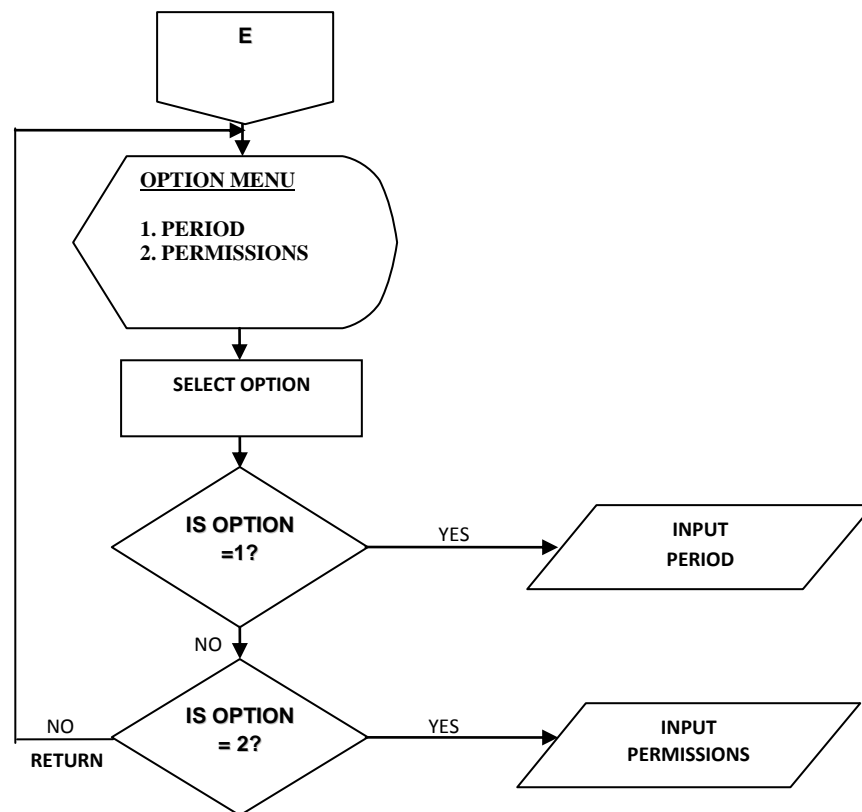 E
OPTION MENU
1. PERIOD
2. PERMISSIONS
SELECT OPTION
IS OPTION
=1?
YES
INPUT
PERIOD
NO
IS OPTION
= 2?
YES
INPUT
PERMISSIONS
NO
RETURN